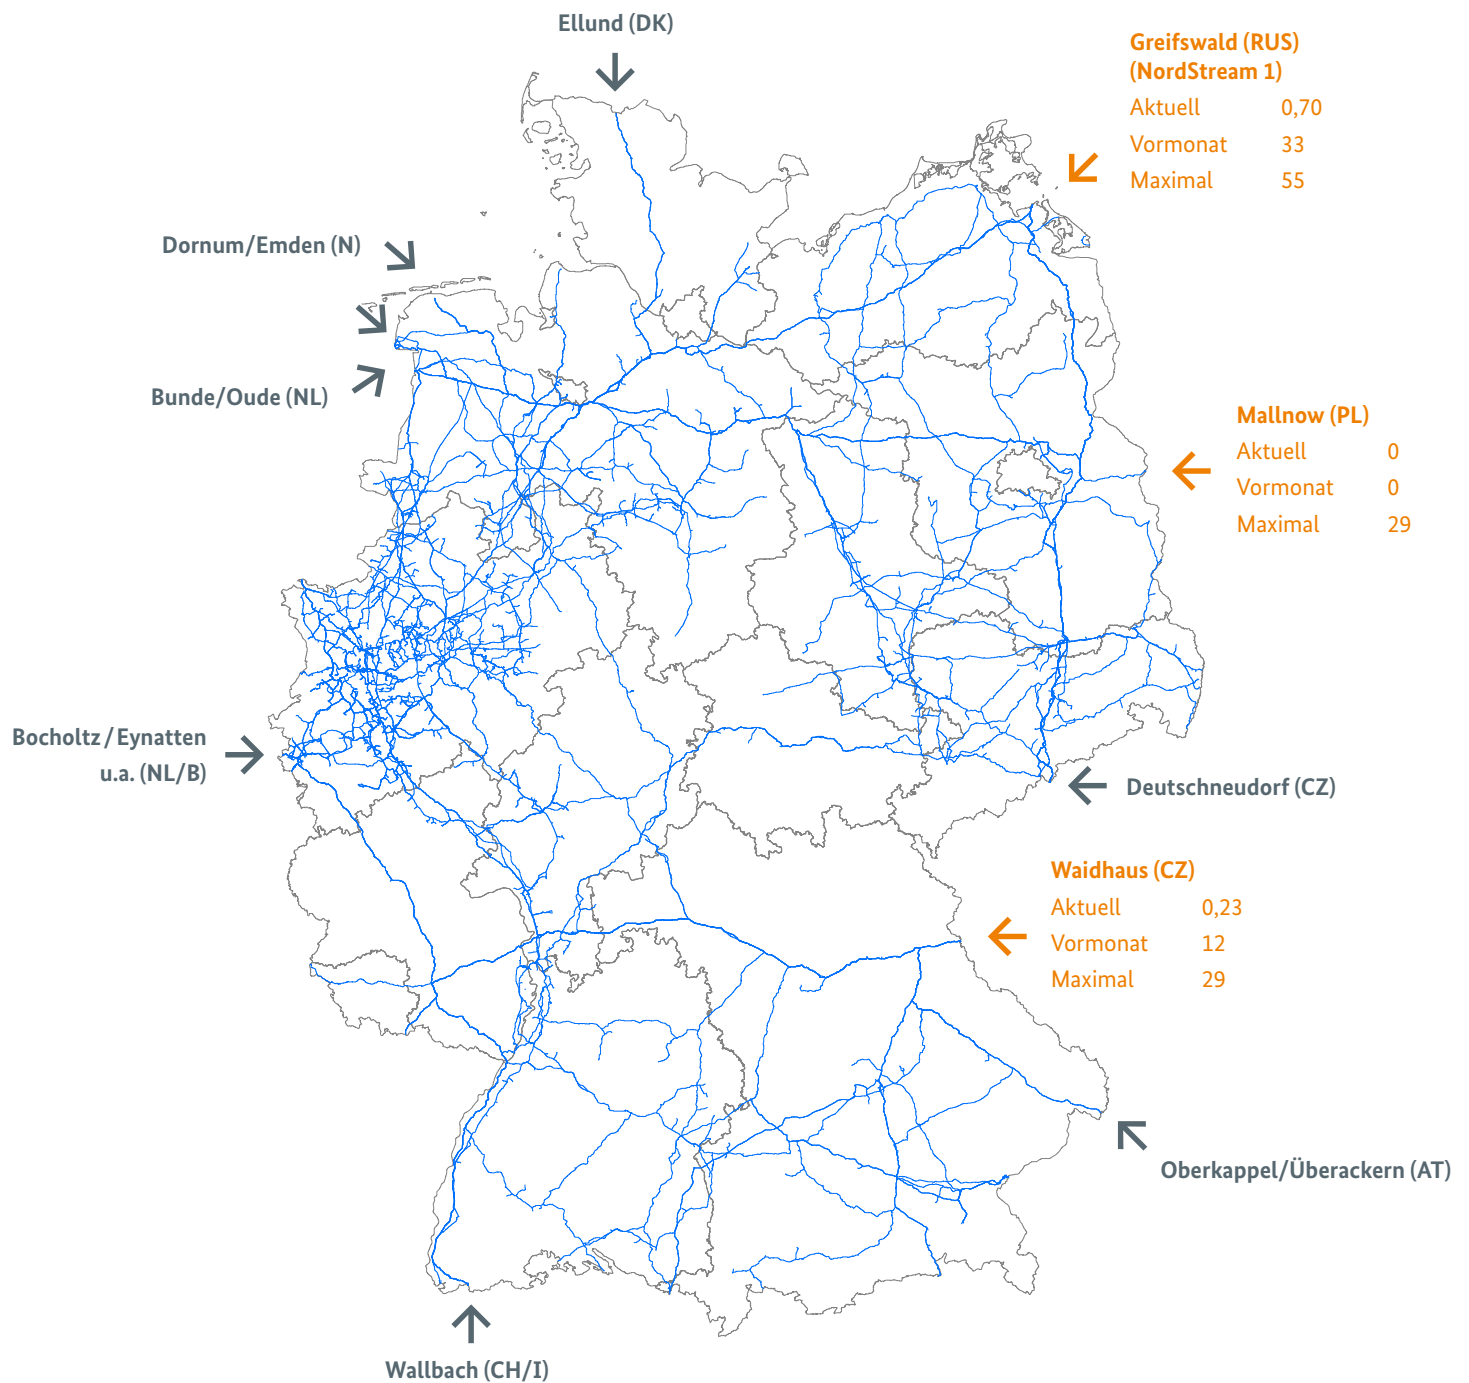 Ellund (DK)
Greifswald (RUS)
(NordStream 1)
Aktuell 0,70
Vormonat 33
Maximal 55
Dornum/Emden (N)
Bunde/Oude (NL)
Mallnow (PL)
Aktuell 0
Vormonat 0
Maximal 29
Bocholtz / Eynatten
u.a. (NL/B)
Deutschneudorf (CZ)
Waidhaus (CZ)
Aktuell 0,23
Vormonat 12
Maximal 29
Oberkappel/Überackern (AT)
Wallbach (CH/I)